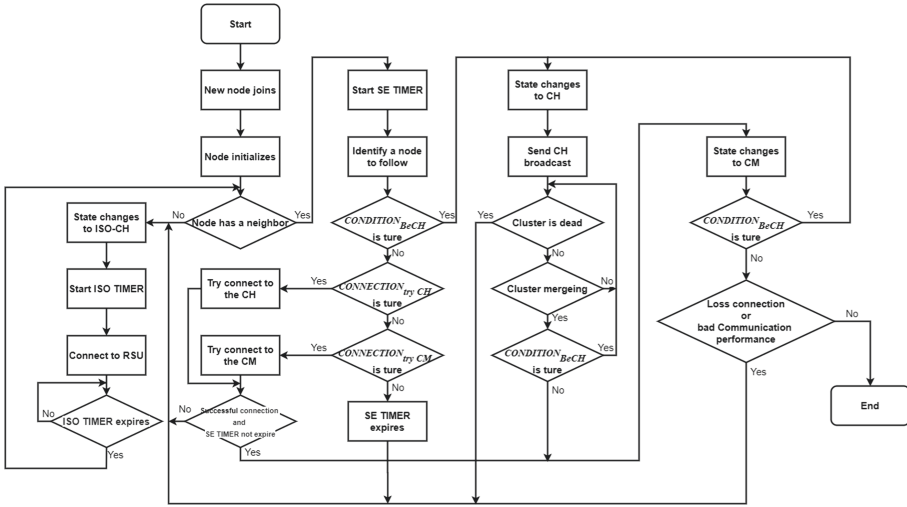 Start
New node joins
Node initializes
Node has a neighbor
No
Yes
State changes
to ISO-CH
Start ISO TIMER
Connect to RSU
ISO TIMER expires
No
Yes
Start SE TIMER
Identify a node
to follow
CONDITION BeCH
is ture
Yes
No
CONNECTION try CH
is ture
Yes
No
Try connect to
the CH
CONNECTION try CM
is ture
Yes
No
Try connect to
the CM
Successful connection
and
SE TIMER not expire
No
Yes
SE TIMER
expires
State changes
to CH
Send CH
broadcast
Cluster is dead
Yes
No
Cluster mergeing
No
Yes
CONDITION BeCH
is ture
Yes
No
State changes
to CM
CONDITION BeCH
is ture
Yes
No
Loss connection
or
bad Communication
performance
No
Yes
End